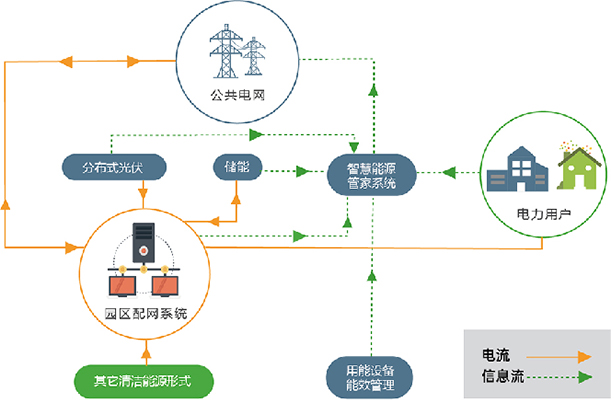 公共电网
分布式光伏
储能
智慧能源
管家系统
电力用户
园区配网系统
其它清洁能源形式
用能设备
能效管理
电流
信息流